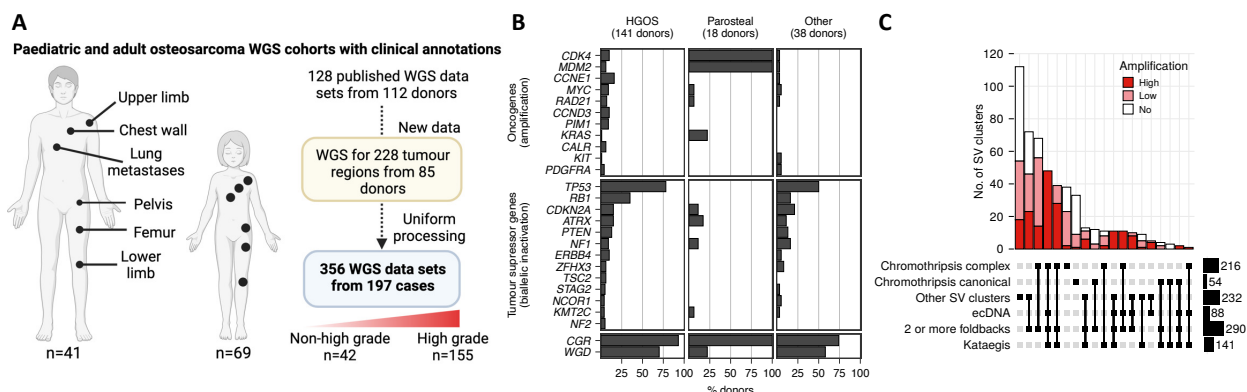 A
Paediatric and adult osteosarcoma WGS cohorts with clinical annotations
Upper limb
Chest wall
Lung
metastases
Pelvis
Femur
Lower
limb
n=41
n=69
128 published WGS data
sets from 112 donors
New data
WGS for 228 tumour
regions from 85
donors
Uniform
processing
356 WGS data sets
from 197 cases
Non-high grade
n=42
High grade
n=155
B
HGOS
(141 donors)
Parosteal
(18 donors)
Other
(38 donors)
Oncogenes
(amplification)
CDK4
MDM2
CCNE1
MYC
RAD21
CCND3
PIM1
KRAS
CALR
KIT
PDGFRA
Tumour supressor genes
(biallelic inactivation)
TP53
RB1
CDKN2A
ATRX
PTEN
NF1
ERBB4
ZFHX3
TSC2
STAG2
NCOR1
KMT2C
NF2
CGR
WGD
25 50 75 100
25 50 75 100
25 50 75 100
% donors
C
No. of SV clusters
120
100
80
60
40
20
0
Amplification
High
Low
No
Chromothripsis complex 216
Chromothripsis canonical 54
Other SV clusters 232
ecDNA 88
2 or more foldbacks 290
Kataegis 141